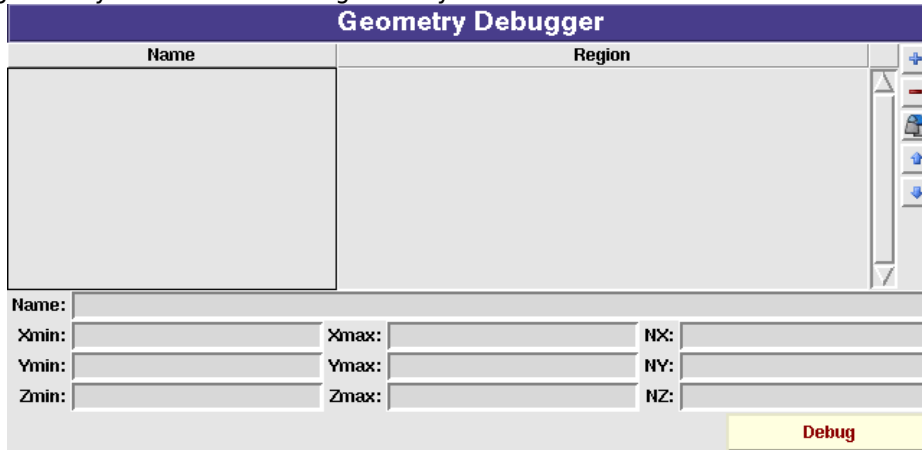 Geometry Debugger
Name Region
Name:
Xmin: Xmax: NX:
Ymin: Ymax: NY:
Zmin: Zmax: NZ:
Debug